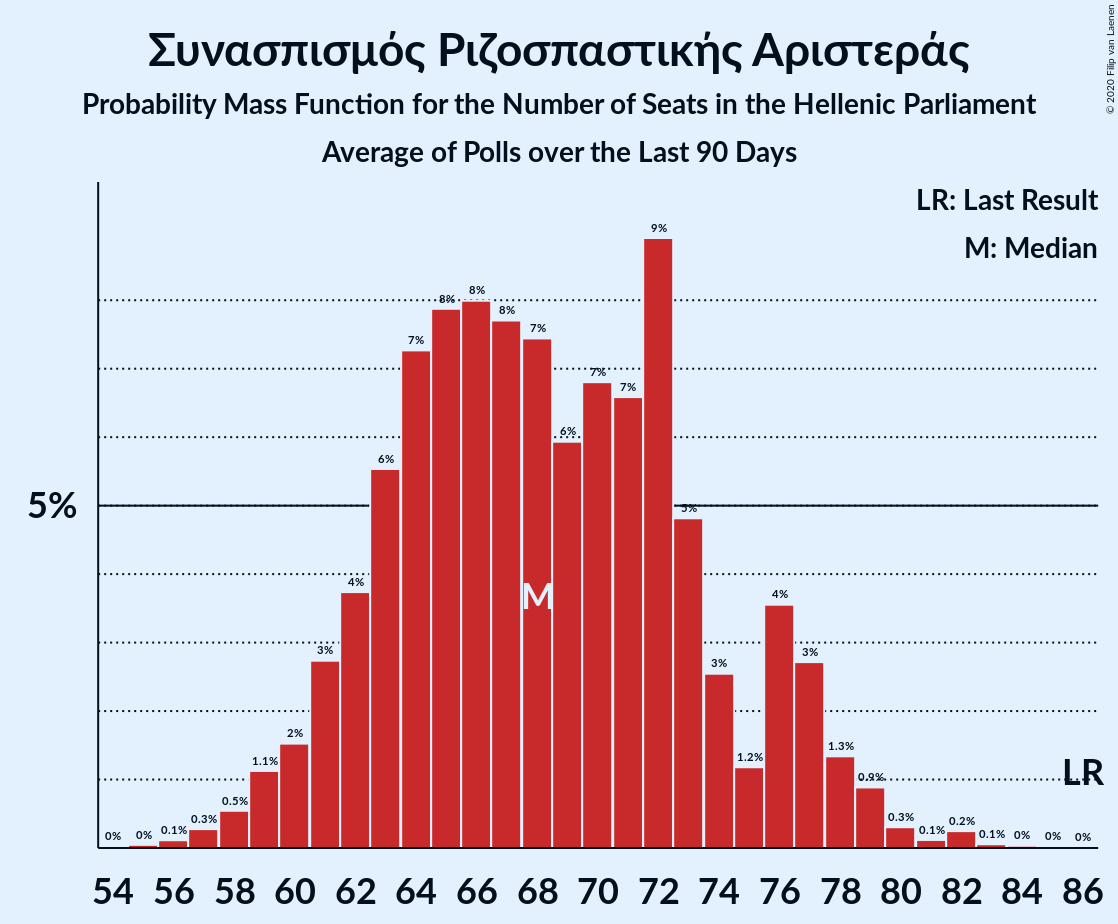 Συνασπισμός Ριζοσπαστικής Αριστεράς
Probability Mass Function for the Number of Seats in the Hellenic Parliament
Average of Polls over the Last 90 Days
© 2020 Filip van Laenen
LR: Last Result
M: Median
5%
0% 0% 0.1% 0.3% 0.5% 1.1% 2% 3% 4% 6% 7% 8% 8% 8% 7% 6% 7% 7% 9% 5% 3% 1.2% 4% 3% 1.3% 0.9% 0.3% 0.1% 0.2% 0.1% 0% 0% 0%
M
LR
54 56 58 60 62 64 66 68 70 72 74 76 78 80 82 84 86